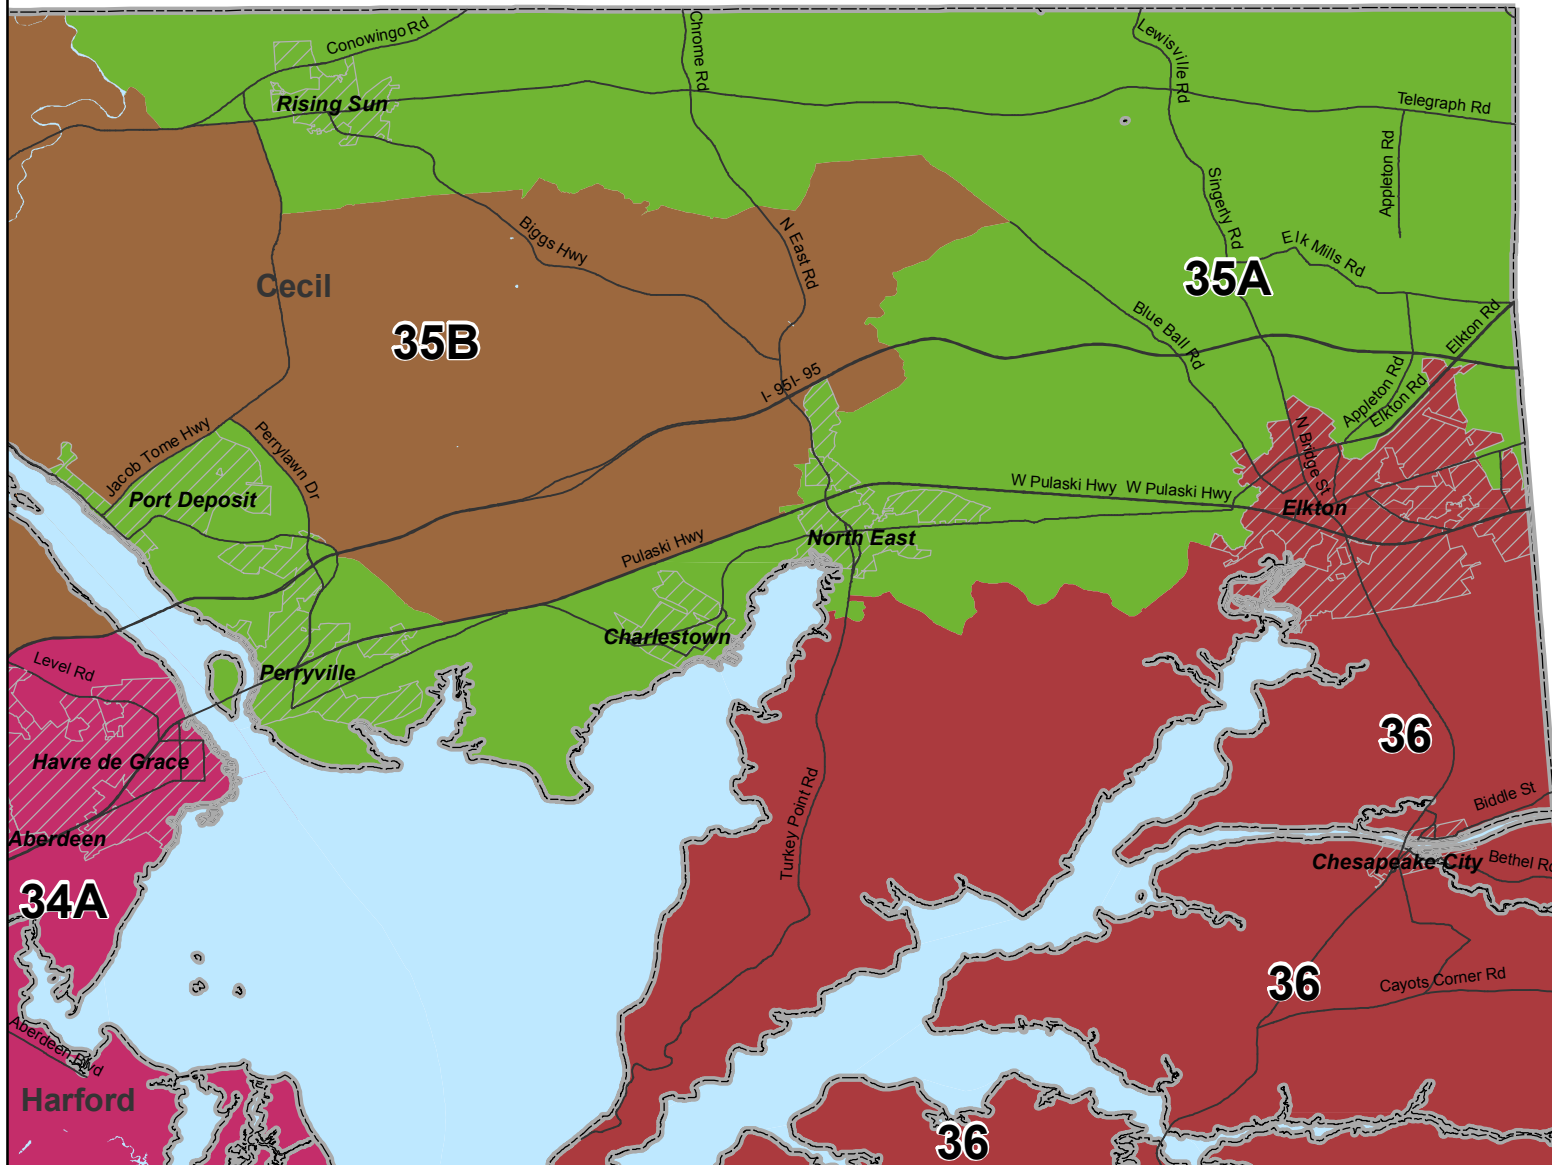 Conowingo Rd
Chrome Rd
Lewisville Rd
Rising Sun
Telegraph Rd
Appleton Rd
Singerly Rd
Biggs Hwy
N East Rd
Elk Mills Rd
Cecil
35A
35B
Blue Ball Rd
Elkton Rd
I- 95I- 95
Appleton Rd
Elkton Rd
Jacob Tome Hwy
Perrylawn Dr
N Bridge St
Port Deposit
W Pulaski Hwy W Pulaski Hwy
Elkton
Pulaski Hwy
North East
Charlestown
Level Rd
Perryville
36
Havre de Grace
Turkey Point Rd
Biddle St
Aberdeen
Chesapeake City
Bethel Rd
34A
36
Cayots Corner Rd
Aberdeen Blvd
Harford
36